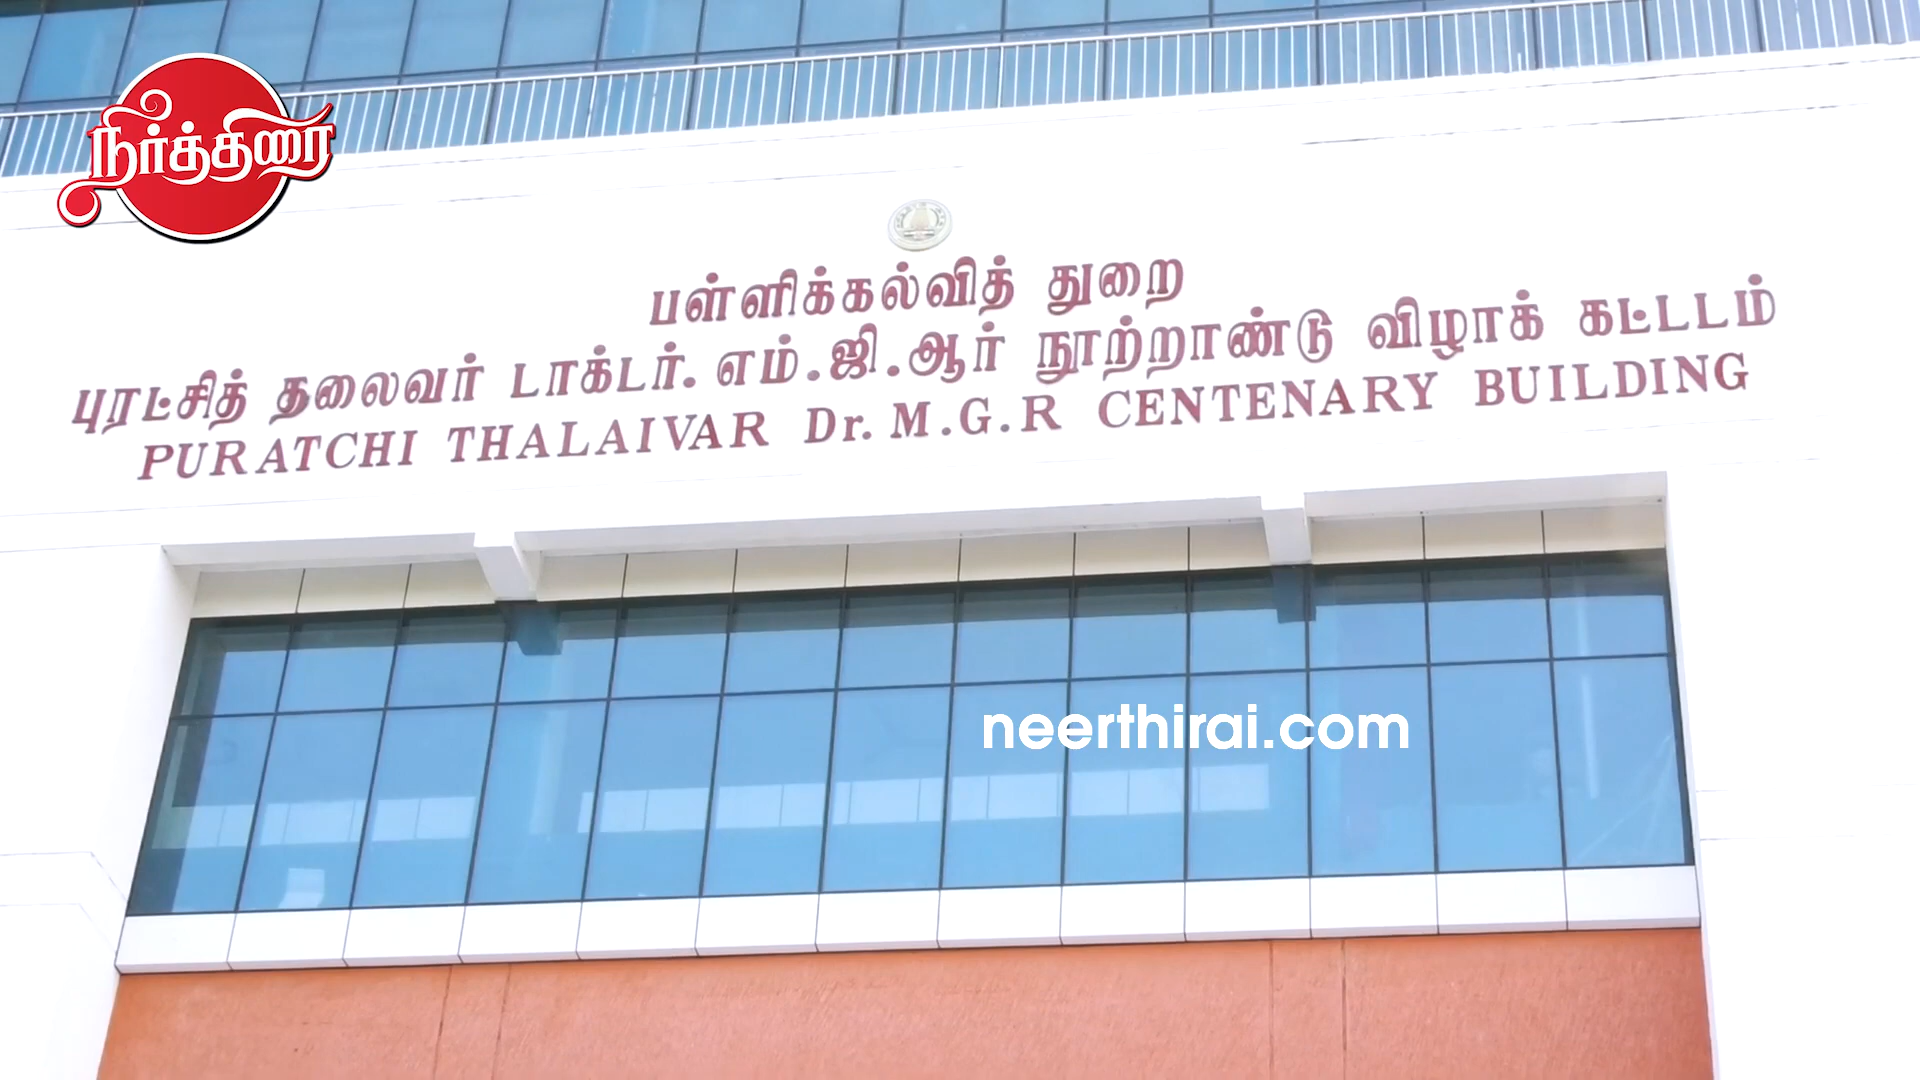 நீர்த்திரை
பள்ளிக்கல்வித் துறை
புரட்சித் தலைவர் டாக்டர். எம்.ஜி.ஆர் நூற்றாண்டு விழாக் கட்டடம்
PURATCHI THALAIVAR Dr. M.G.R CENTENARY BUILDING
neerthirai.com